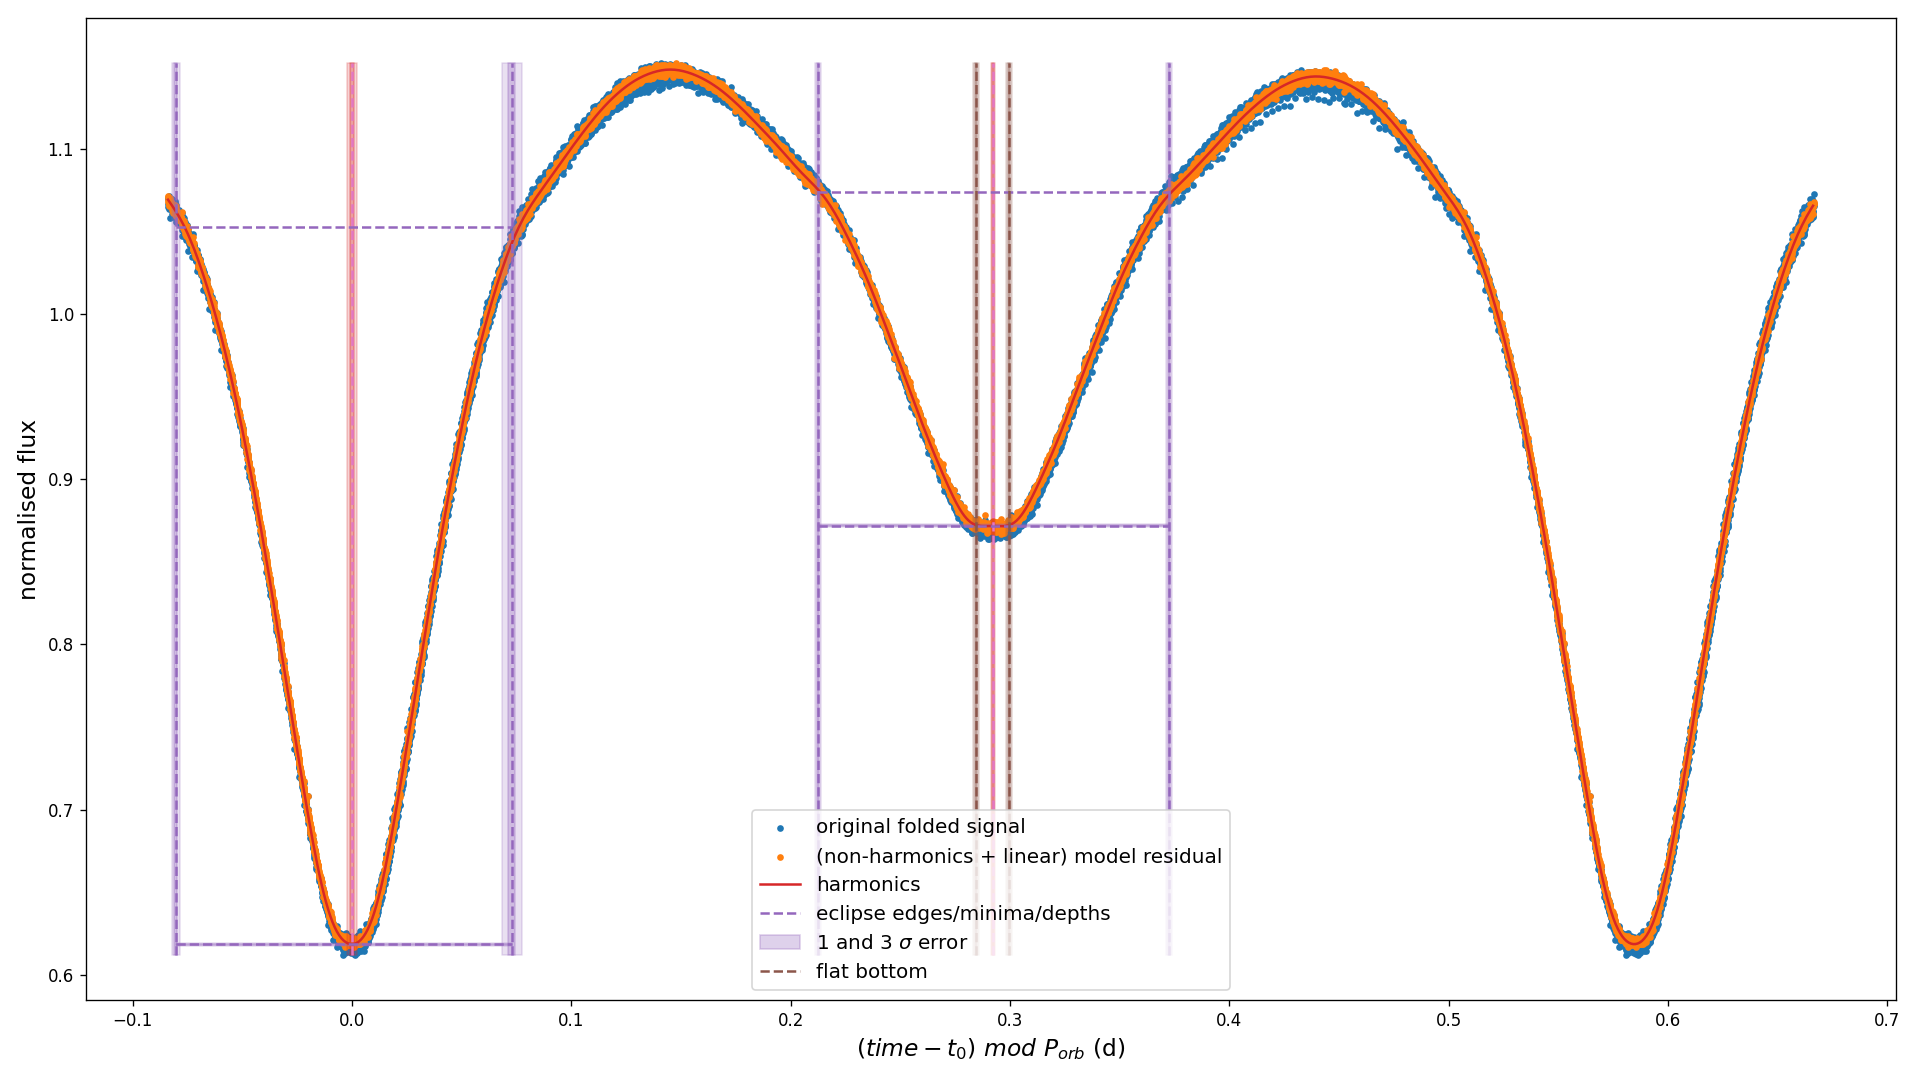 normalised flux
1.1
1.0
0.9
0.8
0.7
0.6
original folded signal
(non-harmonics + linear) model residual
harmonics
eclipse edges/minima/depths
1 and 3 σ error
flat bottom
−0.1 0.0 0.1 0.2 0.3 0.4 0.5 0.6 0.7
(time − t₀) mod P_orb (d)